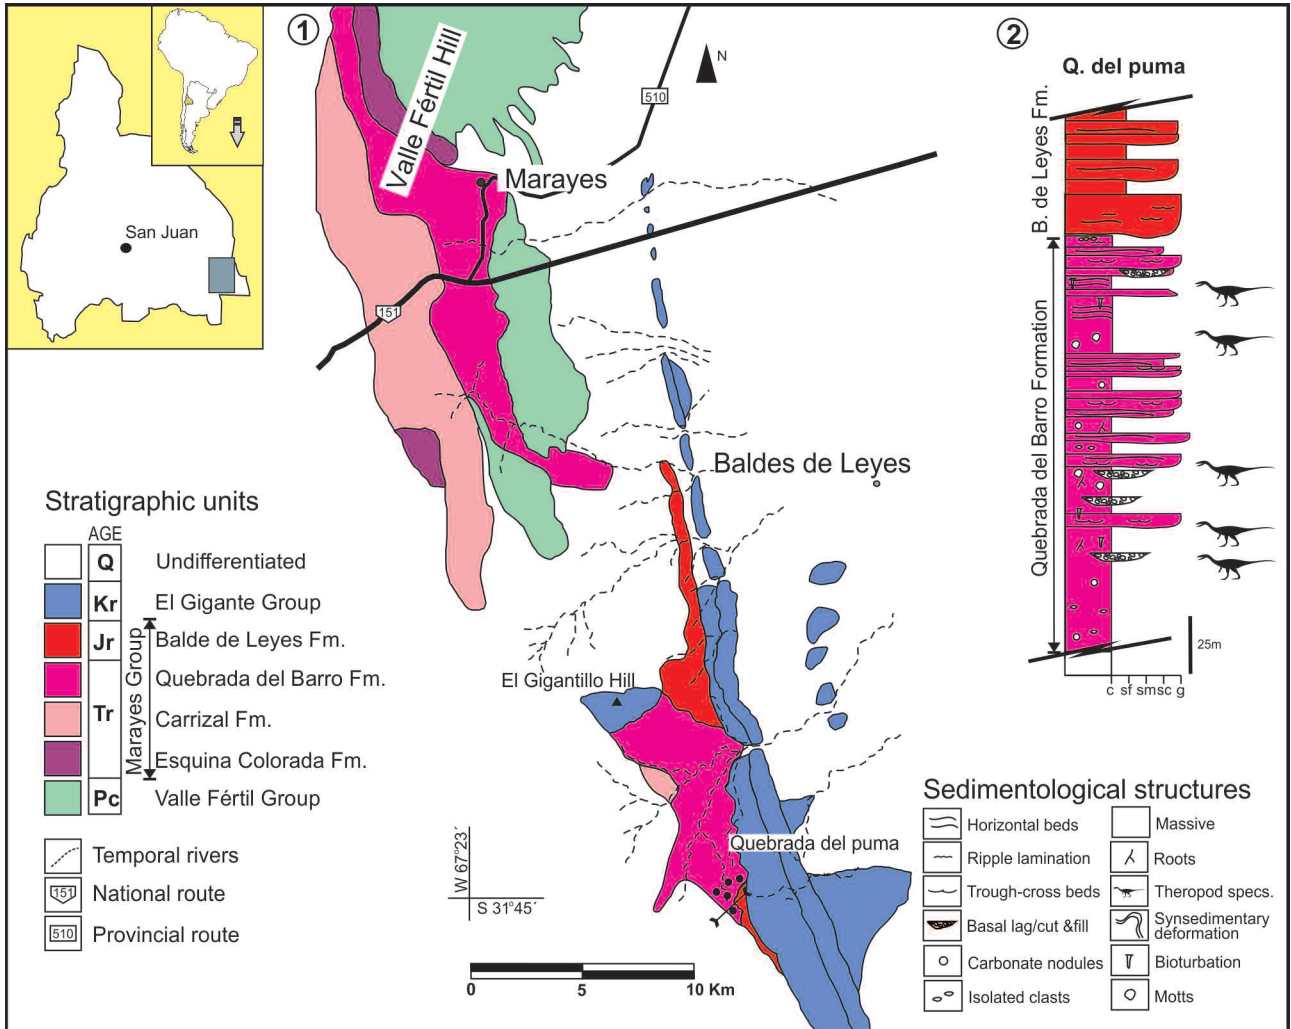 San Juan
1
Valle Fértil Hill
N
510
Marayes
151
Baldes de Leyes
El Gigantillo Hill
Quebrada del puma
W 67°23´
S 31°45´
0 5 10 Km
Stratigraphic units
AGE
Q Undifferentiated
Kr El Gigante Group
Jr Balde de Leyes Fm.
Tr Quebrada del Barro Fm.
Carrizal Fm.
Esquina Colorada Fm.
Marayes Group
Pc Valle Fértil Group
Temporal rivers
151 National route
510 Provincial route
2
Q. del puma
B. de Leyes Fm.
Quebrada del Barro Formation
25m
c sf sm sc g
Sedimentological structures
Horizontal beds
Massive
Ripple lamination
Roots
Trough-cross beds
Theropod specs.
Basal lag/cut &fill
Synsedimentary
deformation
Carbonate nodules
Bioturbation
Isolated clasts
Motts